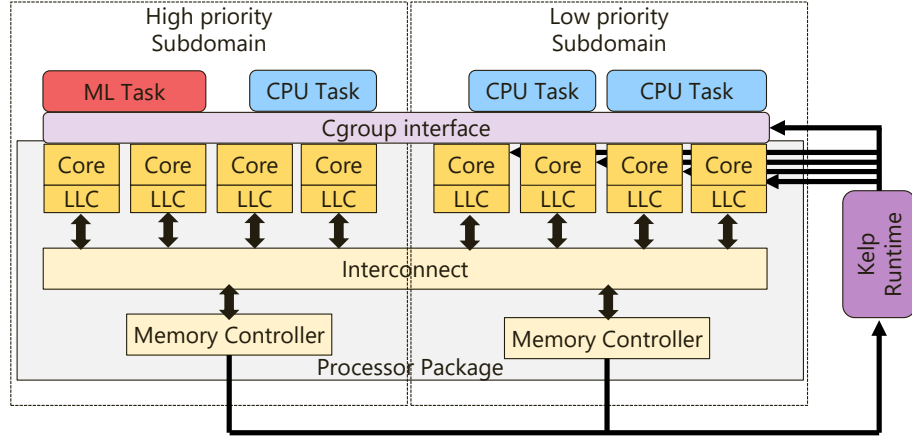 High priority
Subdomain
Low priority
Subdomain
ML Task
CPU Task
CPU Task
CPU Task
Cgroup interface
Core
Core
Core
Core
Core
Core
Core
Core
LLC
LLC
LLC
LLC
LLC
LLC
LLC
LLC
Interconnect
Kelp
Runtime
Memory Controller
Memory Controller
Processor Package